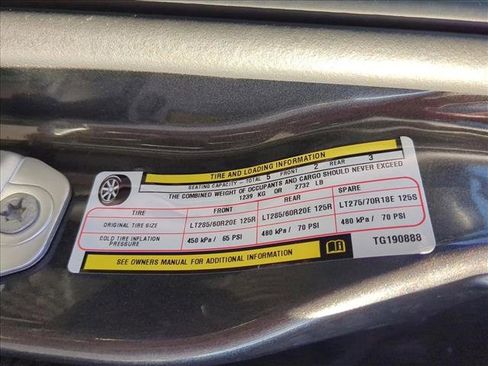 TIRE AND LOADING INFORMATION
SEATING CAPACITY - TOTAL 5 FRONT 2 REAR 3
THE COMBINED WEIGHT OF OCCUPANTS AND CARGO SHOULD NEVER EXCEED
1239 KG OR 2732 LB
TIRE FRONT REAR SPARE
ORIGINAL TIRE SIZE LT285/60R20E 125R LT285/60R20E 125R LT275/70R18E 125S
COLD TIRE INFLATION PRESSURE 450 kPa / 65 PSI 480 kPa / 70 PSI 480 kPa / 70 PSI
SEE OWNERS MANUAL FOR ADDITIONAL INFORMATION
TG190888